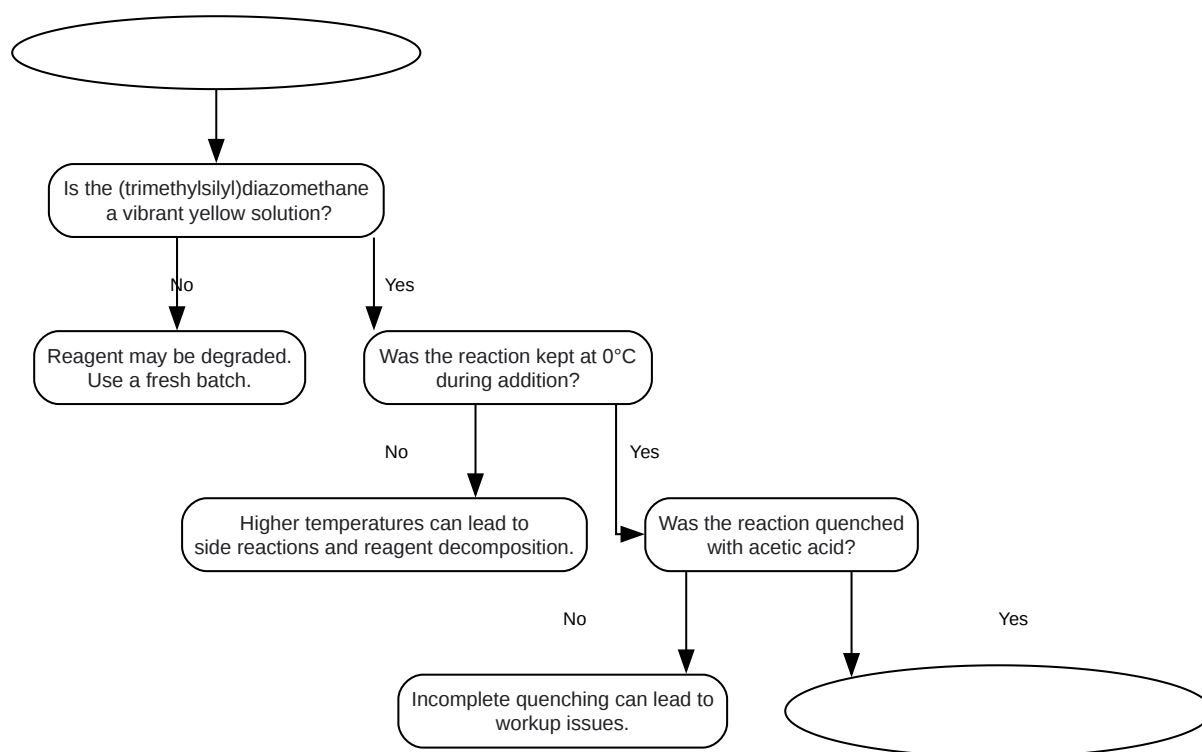 Is the (trimethylsilyl)diazomethane
a vibrant yellow solution?
No
Yes
Reagent may be degraded.
Use a fresh batch.
Was the reaction kept at 0°C
during addition?
No
Yes
Higher temperatures can lead to
side reactions and reagent decomposition.
Was the reaction quenched
with acetic acid?
No
Yes
Incomplete quenching can lead to
workup issues.